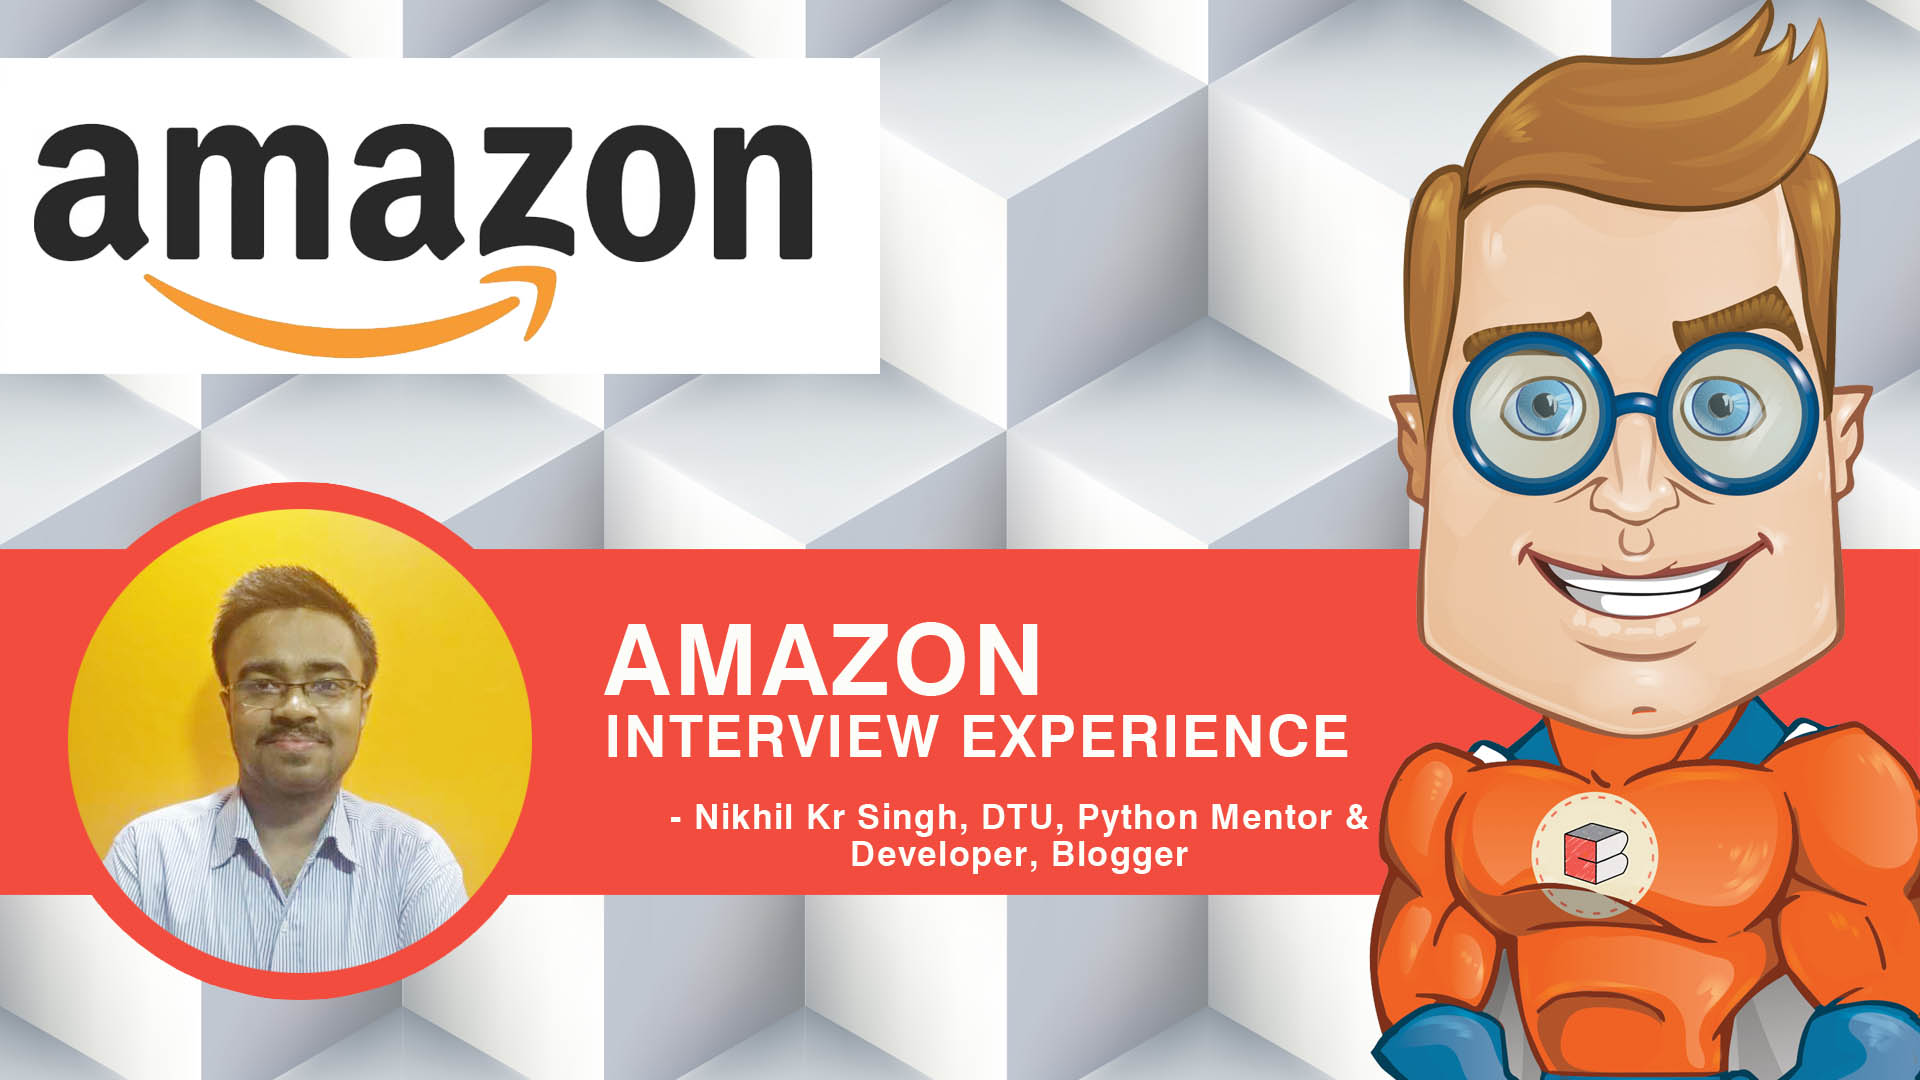 amazon
AMAZON
INTERVIEW EXPERIENCE
- Nikhil Kr Singh, DTU, Python Mentor &
Developer, Blogger